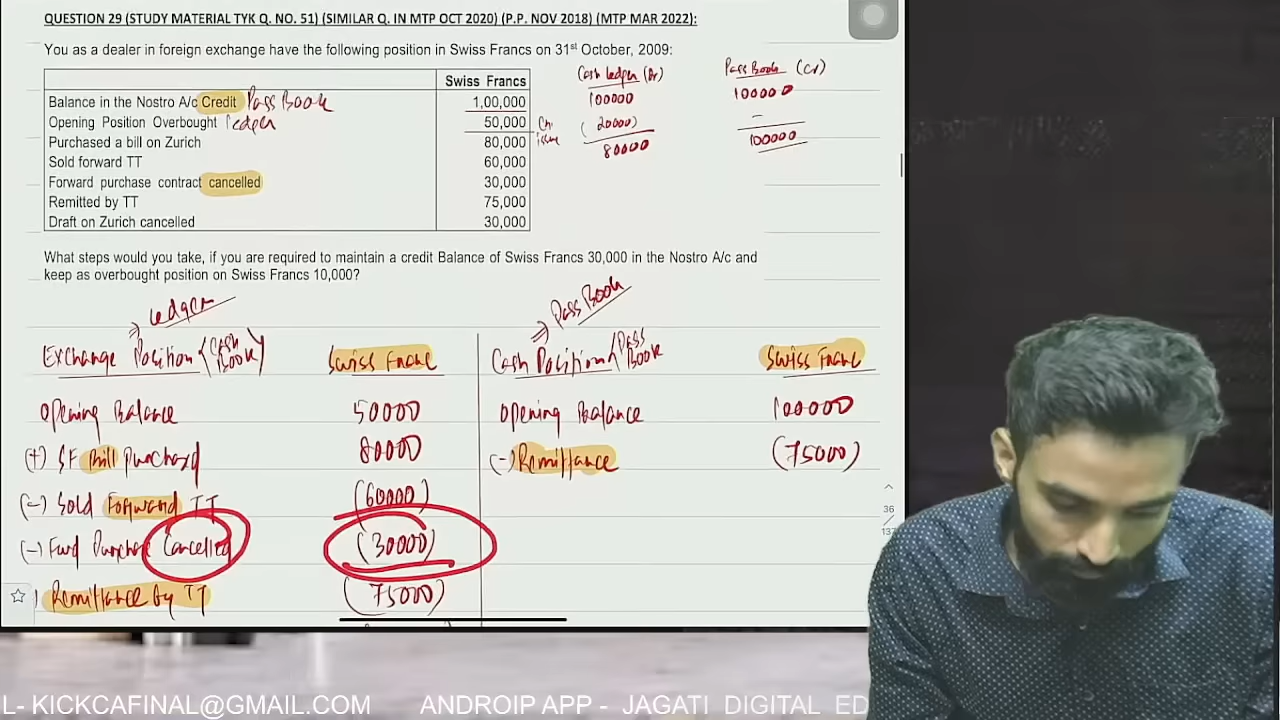 QUESTION 29 (STUDY MATERIAL TYK Q. NO. 51) (SIMILAR Q. IN MTP OCT 2020) (P.P. NOV 2018) (MTP MAR 2022):
You as a dealer in foreign exchange have the following position in Swiss Francs on 31st October, 2009:
Swiss Francs
Balance in the Nostro A/c Credit Pass Book 1,00,000
Opening Position Overbought ledger 50,000
Purchased a bill on Zurich 80,000
Sold forward TT 60,000
Forward purchase contract cancelled 30,000
Remitted by TT 75,000
Draft on Zurich cancelled 30,000
Cash ledger (Dr)
100000
Ch. issue (20000)
80000
Pass Book (Cr)
100000
-
100000
What steps would you take, if you are required to maintain a credit Balance of Swiss Francs 30,000 in the Nostro A/c and
keep as overbought position on Swiss Francs 10,000?
⇒ Ledger
Exchange Position (Cash Book) Swiss Franc
Opening Balance 50000
(+) SF Bill Purchased 80000
(-) Sold Forward TT (60000)
(-) Fwd Purchase Cancelled (30000)
Remittance by TT (75000)
⇒ Pass Book
Cash Position (Pass Book Swiss Franc
Opening Balance 100000
(-) Remittance (75000)
36
/
137
L- KICKCAFINAL@GMAIL.COM ANDROIP APP - JAGATI DIGITAL ED